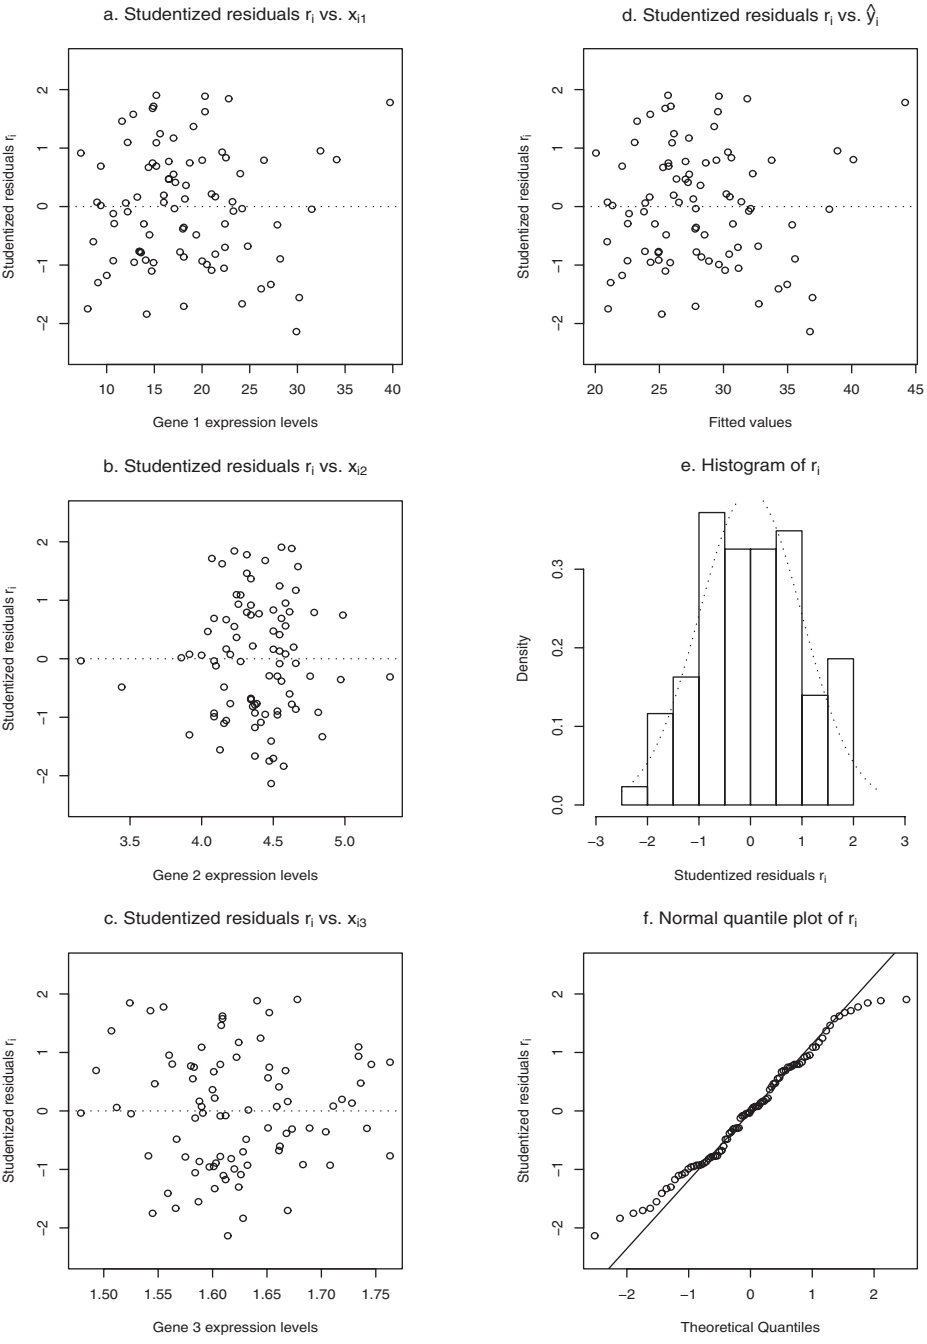 a. Studentized residuals ri vs. xi1
Studentized residuals ri
2
1
0
−1
−2
10 15 20 25 30 35 40
Gene 1 expression levels
d. Studentized residuals ri vs. ŷi
Studentized residuals ri
2
1
0
−1
−2
20 25 30 35 40 45
Fitted values
b. Studentized residuals ri vs. xi2
Studentized residuals ri
2
1
0
−1
−2
3.5 4.0 4.5 5.0
Gene 2 expression levels
e. Histogram of ri
Density
0.3
0.2
0.1
0.0
−3 −2 −1 0 1 2 3
Studentized residuals ri
c. Studentized residuals ri vs. xi3
Studentized residuals ri
2
1
0
−1
−2
1.50 1.55 1.60 1.65 1.70 1.75
Gene 3 expression levels
f. Normal quantile plot of ri
Studentized residuals ri
2
1
0
−1
−2
−2 −1 0 1 2
Theoretical Quantiles